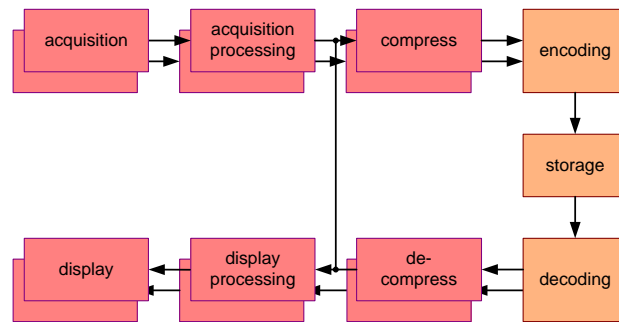 acquisition
acquisition
processing
compress
encoding
storage
display
display
processing
de-
compress
decoding